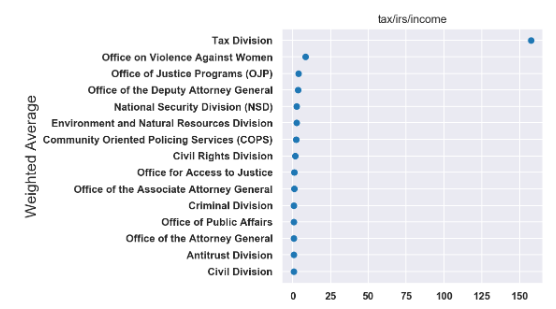 tax/irs/income
Weighted Average
Tax Division
Office on Violence Against Women
Office of Justice Programs (OJP)
Office of the Deputy Attorney General
National Security Division (NSD)
Environment and Natural Resources Division
Community Oriented Policing Services (COPS)
Civil Rights Division
Office for Access to Justice
Office of the Associate Attorney General
Criminal Division
Office of Public Affairs
Office of the Attorney General
Antitrust Division
Civil Division
0 25 50 75 100 125 150